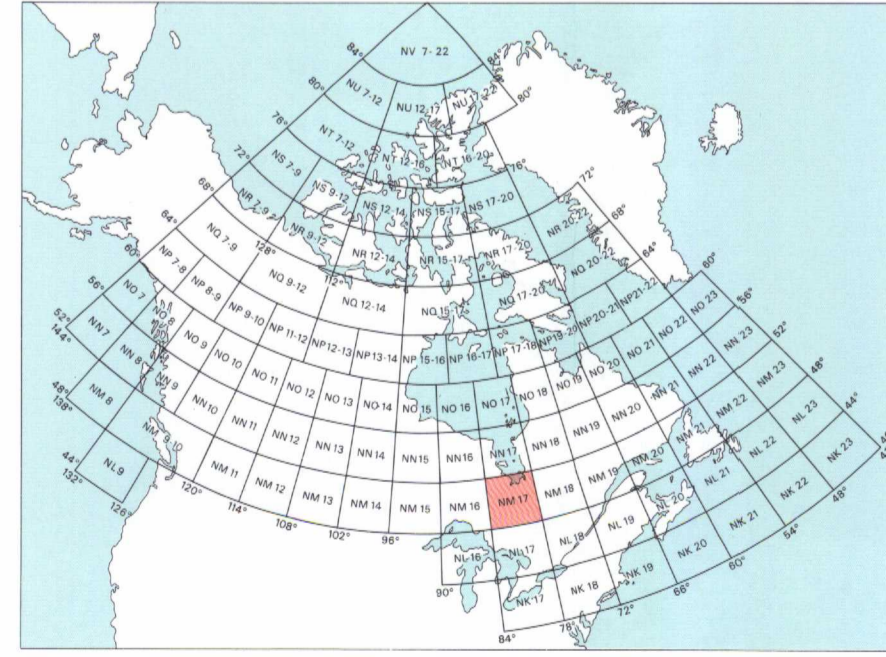 84°
NV 7-22
84°
80°
NU 7-12
NU 12-17
NU 17-22
80°
76°
NT 7-12
NT 12-16
NT 16-20
76°
72°
NS 7-9
NS 9-12
NS 12-14
NS 15-17
NS 17-20
72°
68°
NR 7-9
NR 9-12
NR 12-14
NR 15-17
NR 17-20
NR 20-22
68°
64°
NQ 7-9
128°
NQ 9-12
112°
NQ 12-14
NQ 15-17
NQ 17-20
NQ 20-22
64°
60°
NP 7-8
NP 8-9
NP 9-10
NP 11-12
NP 12-13
NP 13-14
NP 15-16
NP 16-17
NP 17-18
NP 19-20
NP 20-21
NP 21-22
60°
56°
NO 7
NO 8
NO 9
NO 10
NO 11
NO 12
NO 13
NO 14
NO 15
NO 16
NO 17
NO 18
NO 19
NO 20
NO 21
NO 22
NO 23
56°
52°
144°
NN 7
NN 8
NN 9
NN 10
NN 11
NN 12
NN 13
NN 14
NN 15
NN 16
NN 17
NN 18
NN 19
NN 20
NN 21
NN 22
NN 23
52°
48°
138°
NM 8
NM 9-10
NM 11
NM 12
NM 13
NM 14
NM 15
NM 16
NM 17
NM 18
NM 19
NM 20
NM 21
NM 22
NM 23
48°
44°
132°
NL 9
126°
120°
114°
108°
102°
96°
NL 16
NL 17
NL 18
NL 19
NL 20
NL 21
NL 22
NL 23
44°
90°
NK 17
NK 18
NK 19
NK 20
NK 21
NK 22
NK 23
84°
78°
72°
66°
60°
54°
48°